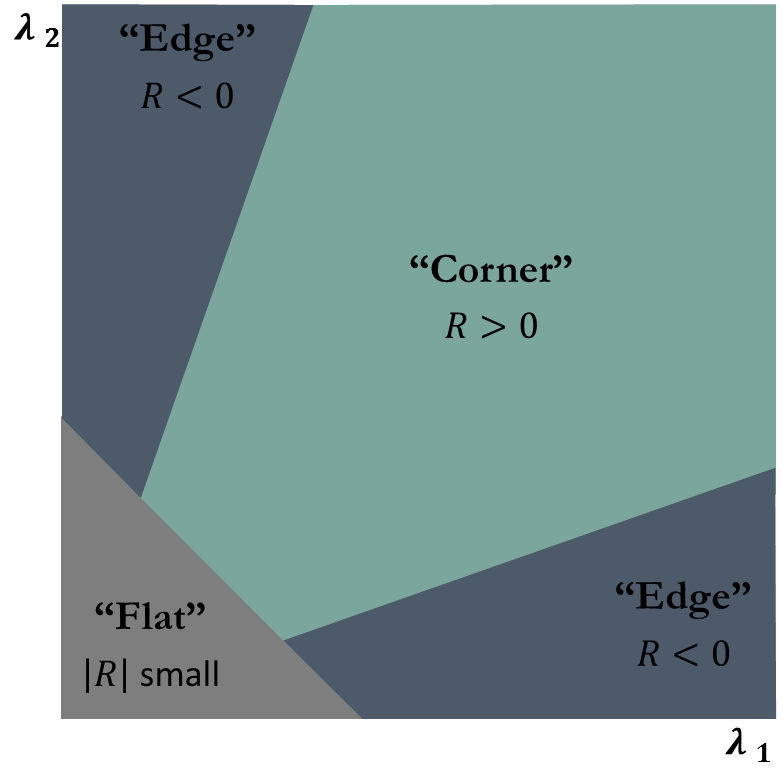 λ 2
“Edge”
R < 0
“Corner”
R > 0
“Flat”
|R| small
“Edge”
R < 0
λ 1